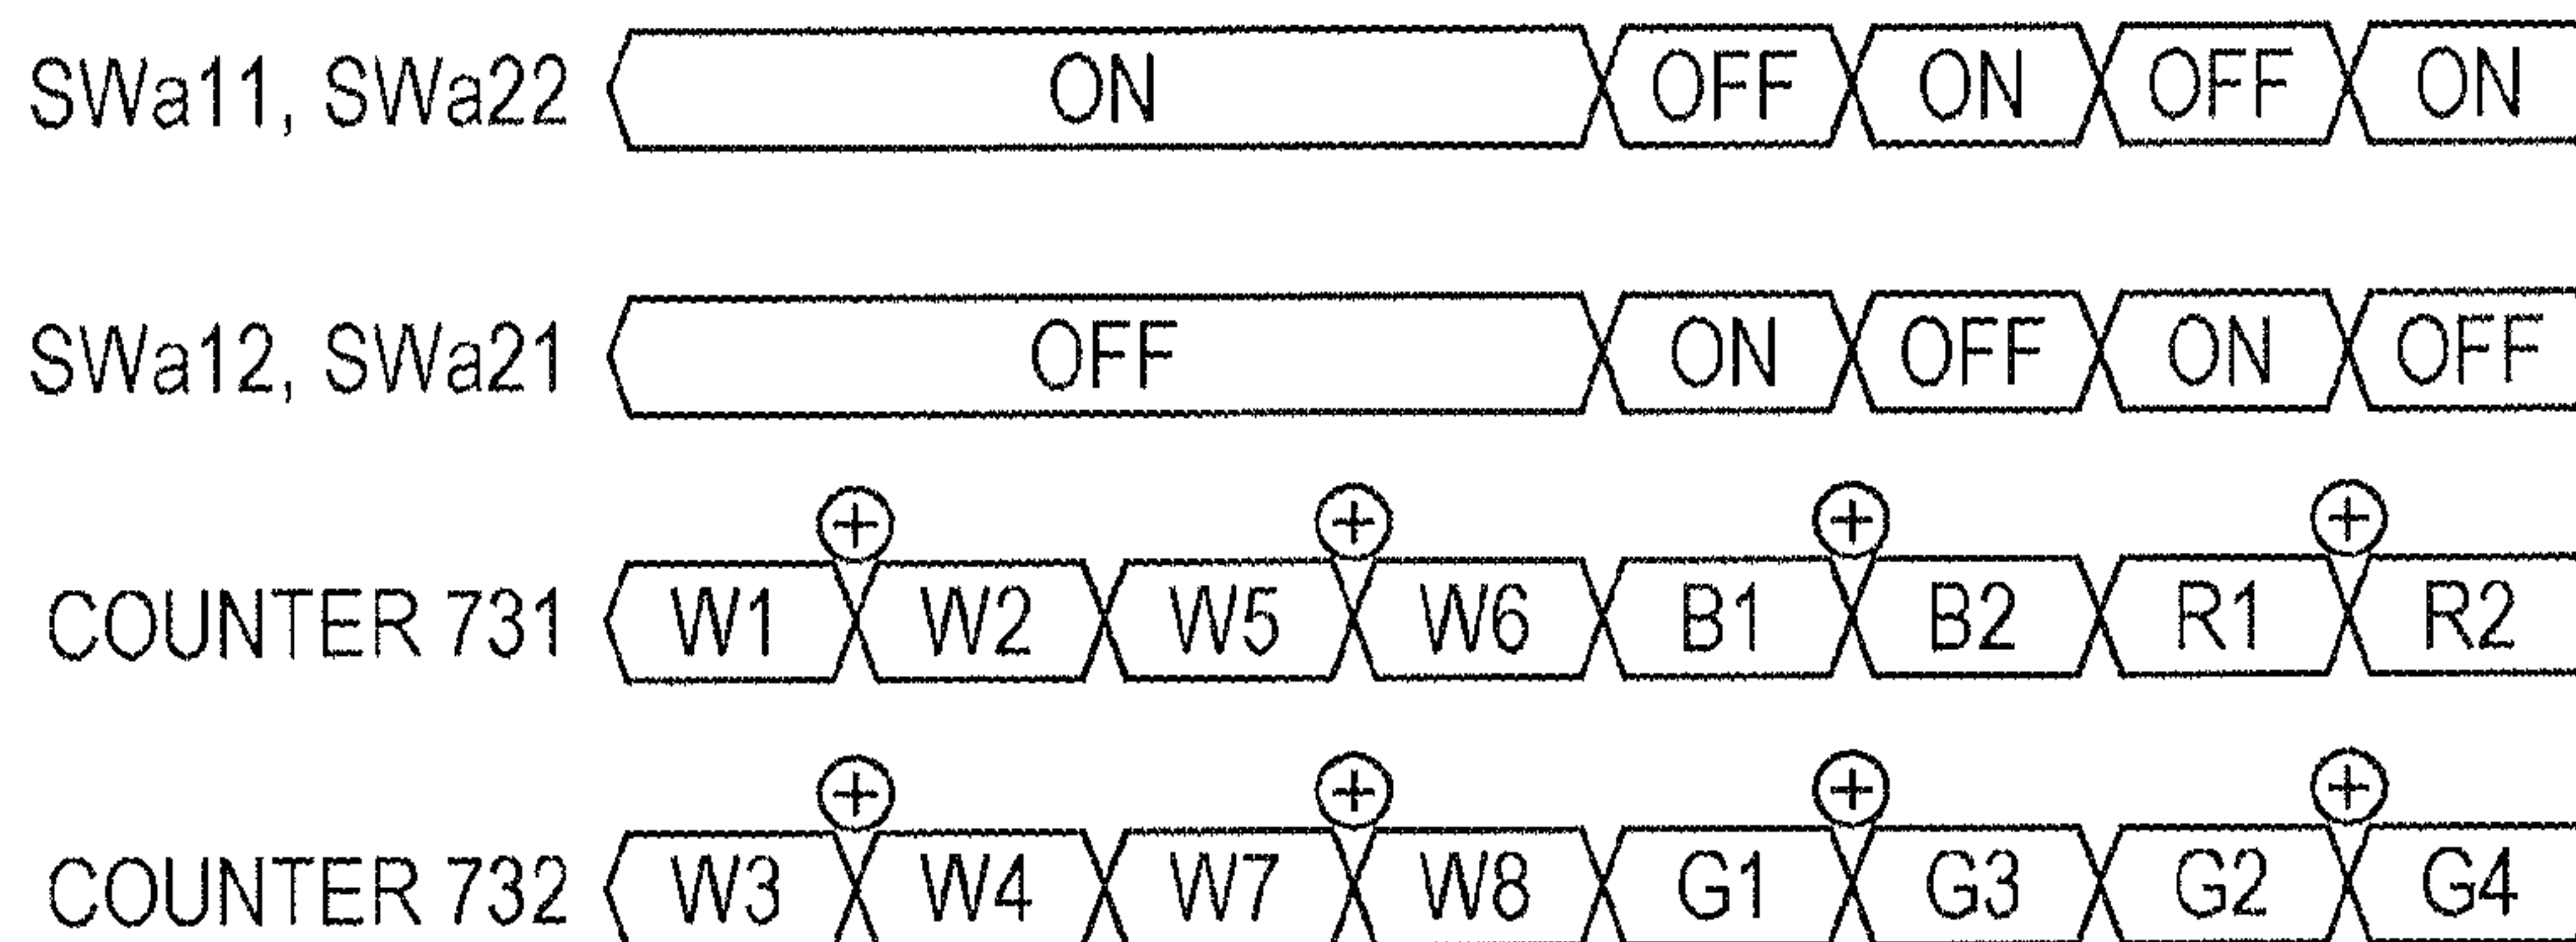 SWa11, SWa22 ON OFF ON OFF ON
SWa12, SWa21 OFF ON OFF ON OFF
+ + + +
COUNTER 731 W1 W2 W5 W6 B1 B2 R1 R2
+ + + +
COUNTER 732 W3 W4 W7 W8 G1 G3 G2 G4